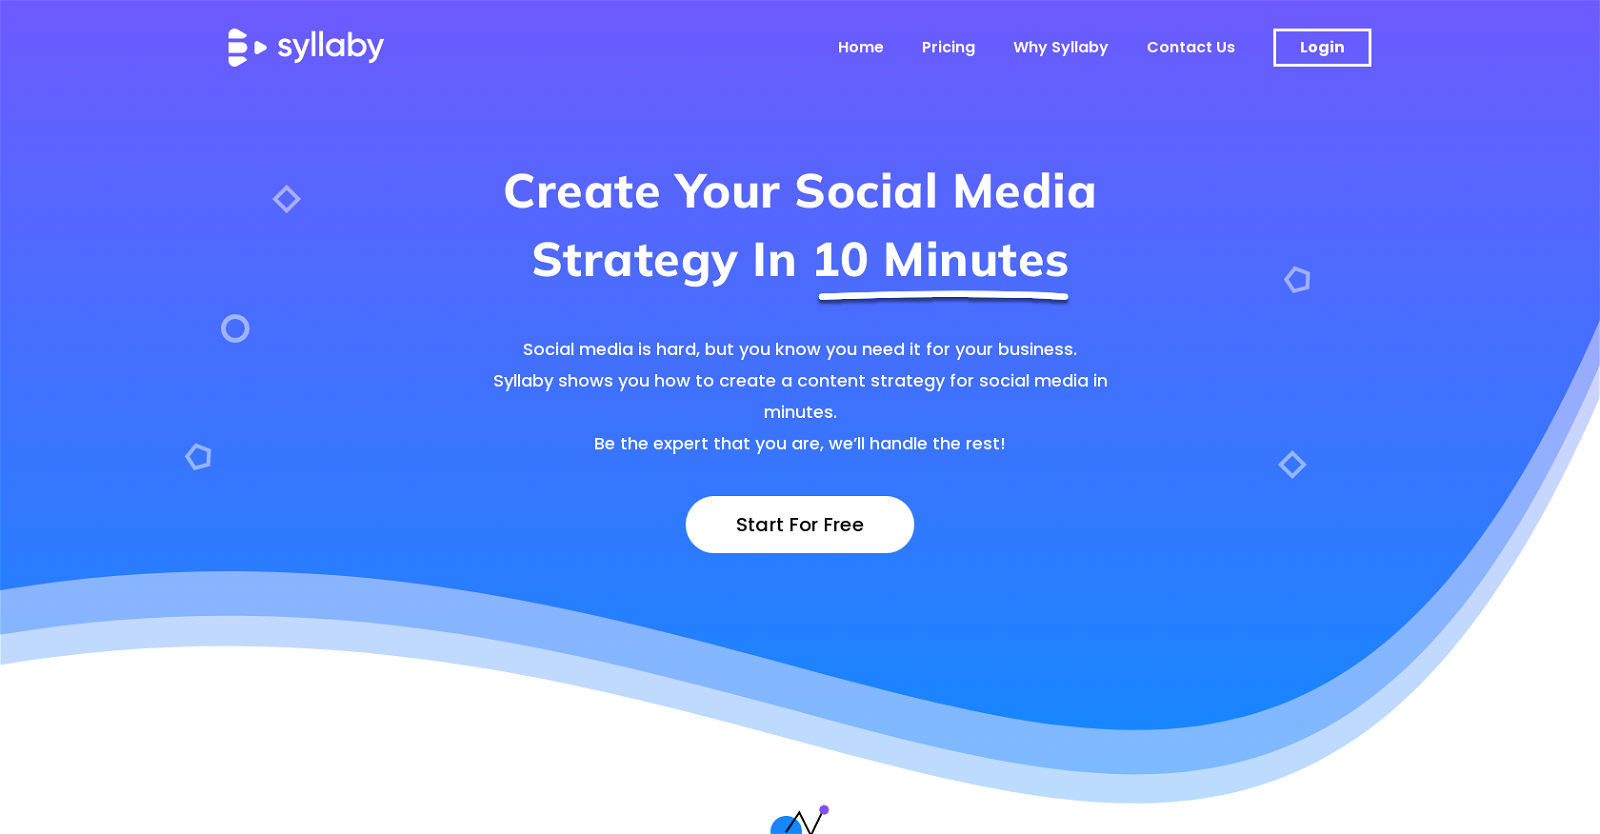 syllaby
Home Pricing Why Syllaby Contact Us Login
Create Your Social Media
Strategy In 10 Minutes
Social media is hard, but you know you need it for your business.
Syllaby shows you how to create a content strategy for social media in
minutes.
Be the expert that you are, we’ll handle the rest!
Start For Free